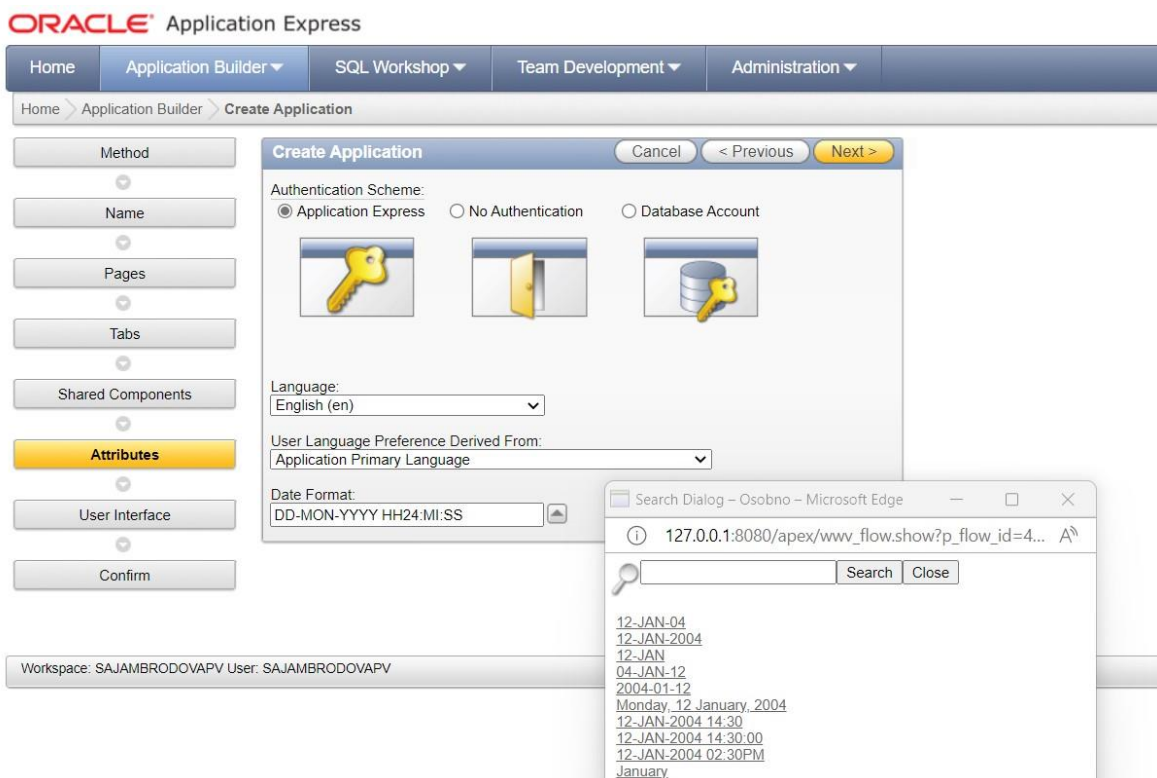 ORACLE Application Express
Home Application Builder SQL Workshop Team Development Administration
Home Application Builder Create Application
Method
Name
Pages
Tabs
Shared Components
Attributes
User Interface
Confirm
Create Application Cancel < Previous Next >
Authentication Scheme:
Application Express No Authentication Database Account
Language:
English (en)
User Language Preference Derived From:
Application Primary Language
Date Format:
DD-MON-YYYY HH24:MI:SS
Search Dialog – Osobno – Microsoft Edge
127.0.0.1:8080/apex/wwv_flow.show?p_flow_id=4...
Search Close
12-JAN-04
12-JAN-2004
12-JAN
04-JAN-12
2004-01-12
Monday, 12 January, 2004
12-JAN-2004 14:30
12-JAN-2004 14:30:00
12-JAN-2004 02:30PM
January
Workspace: SAJAMBRODOVAPV User: SAJAMBRODOVAPV